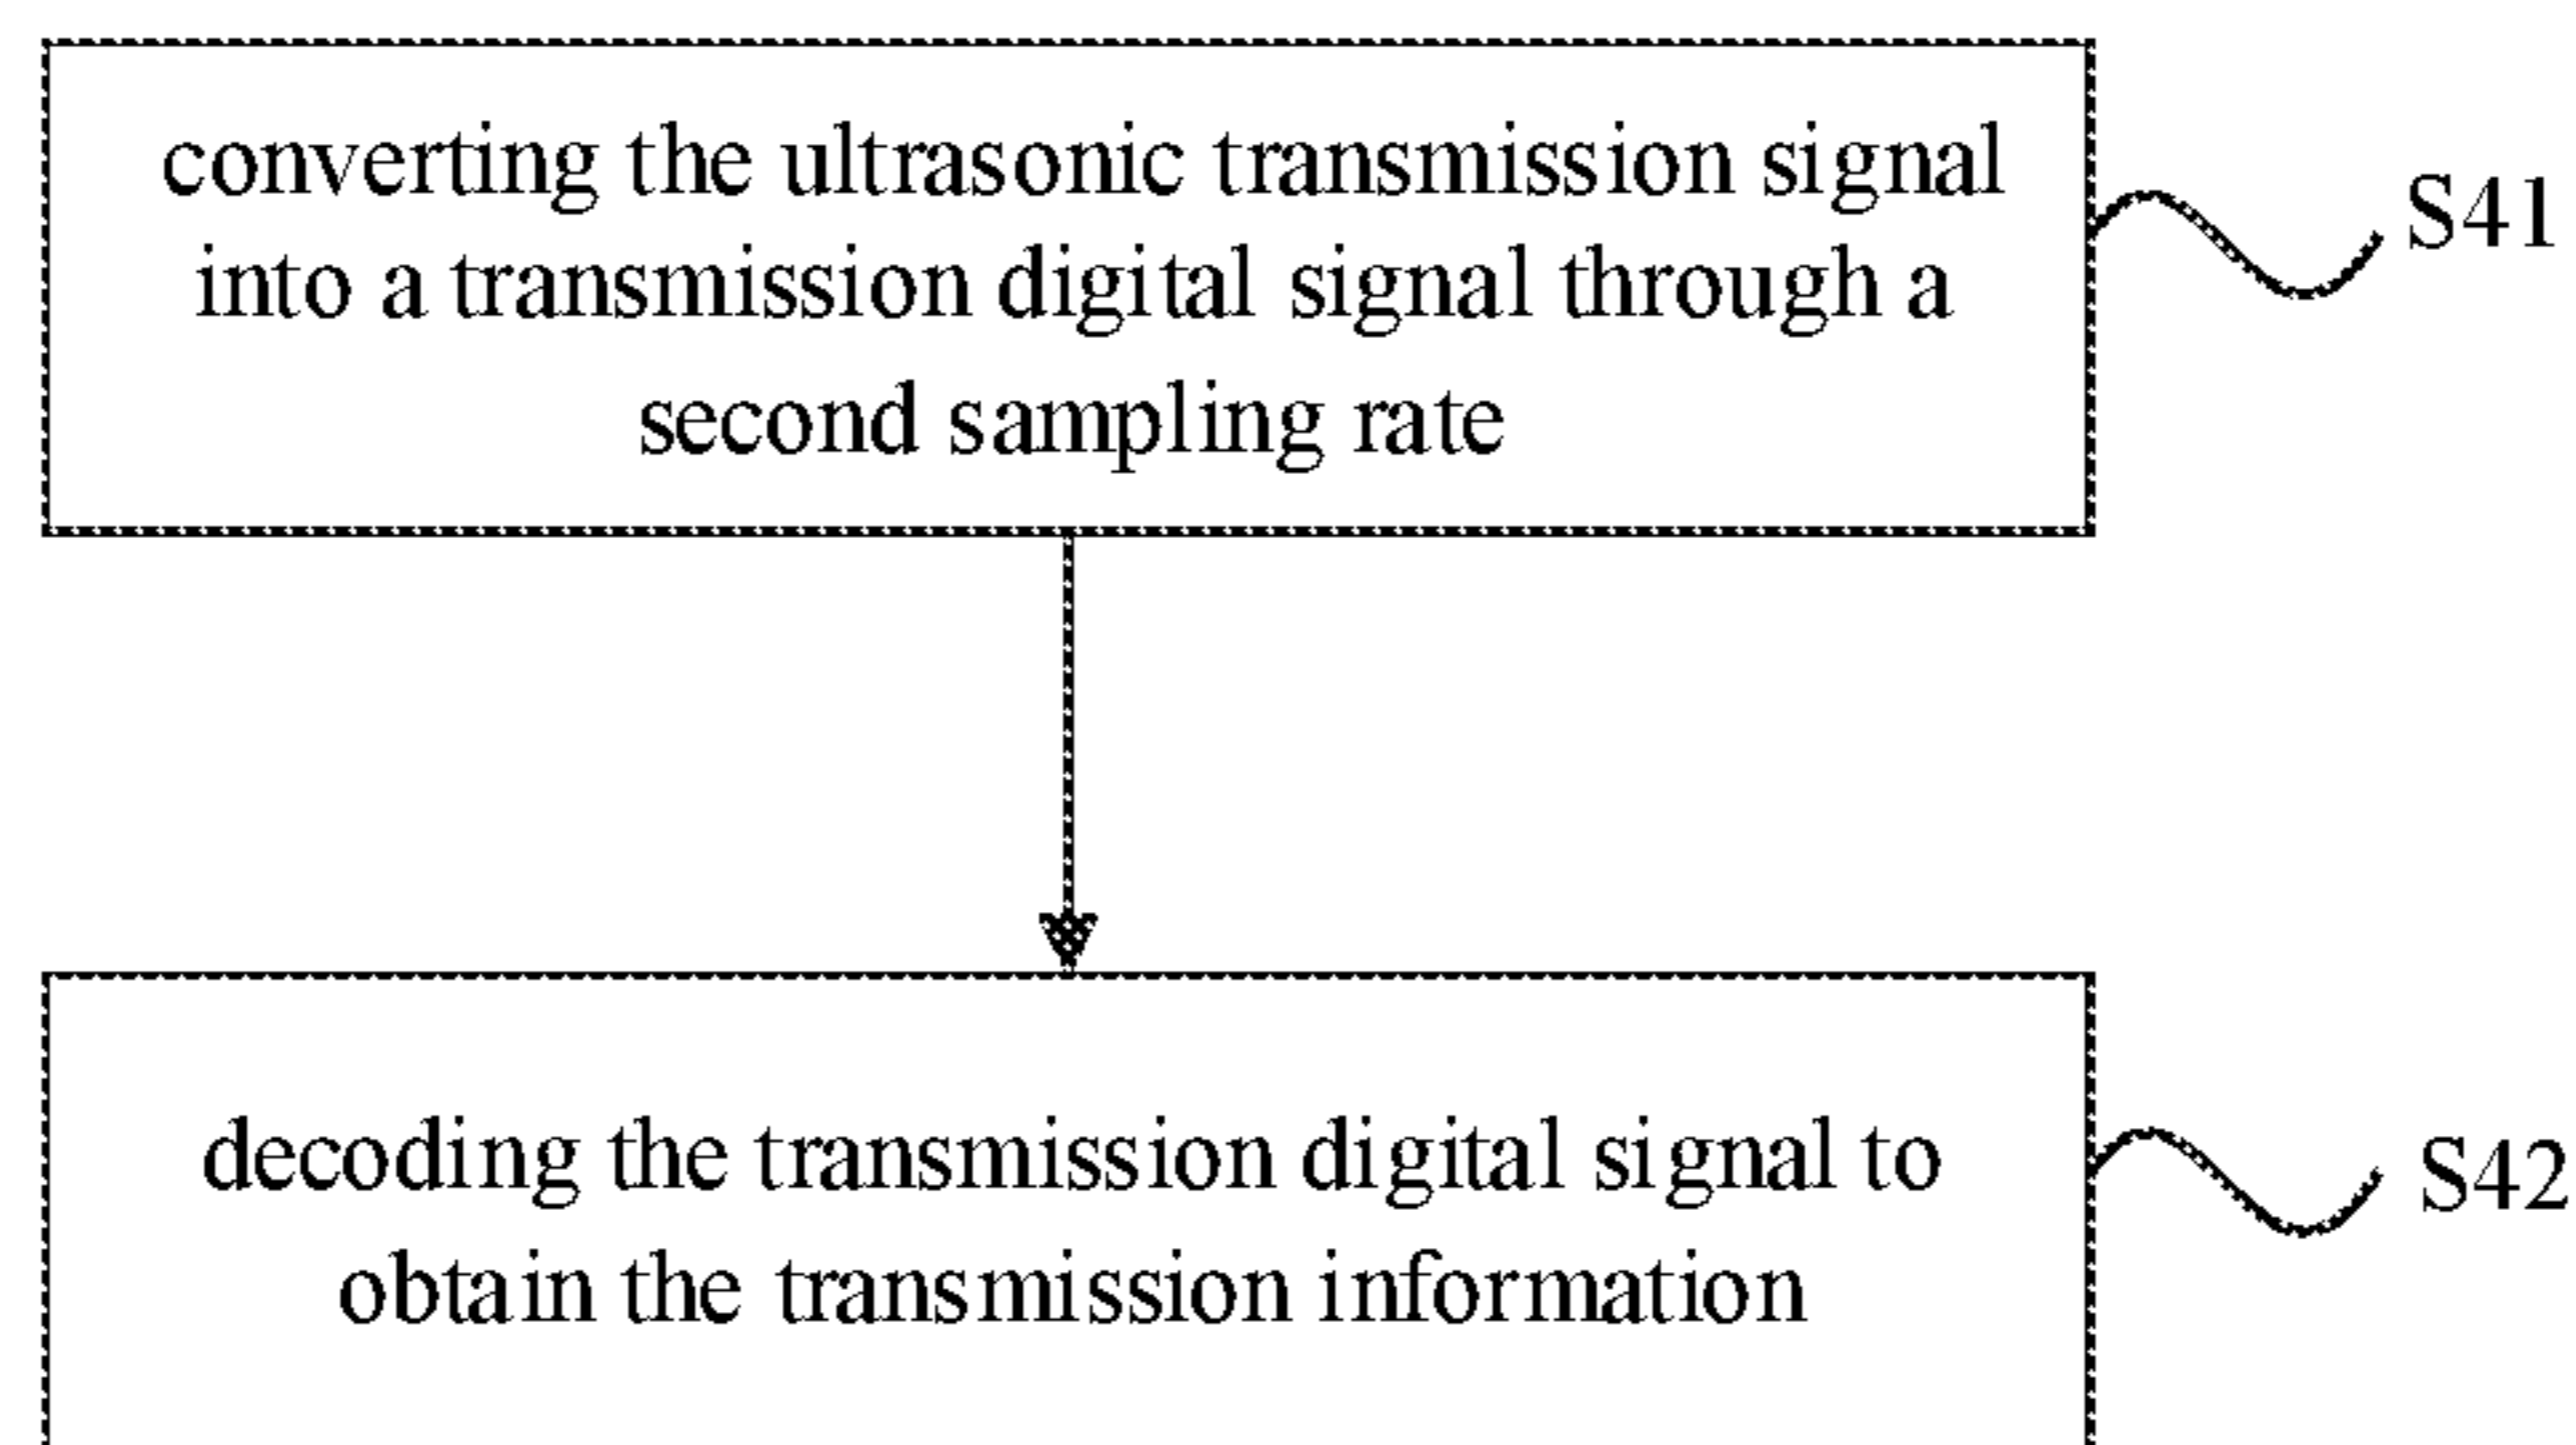 converting the ultrasonic transmission signal
into a transmission digital signal through a
second sampling rate
S41
decoding the transmission digital signal to
obtain the transmission information
S42